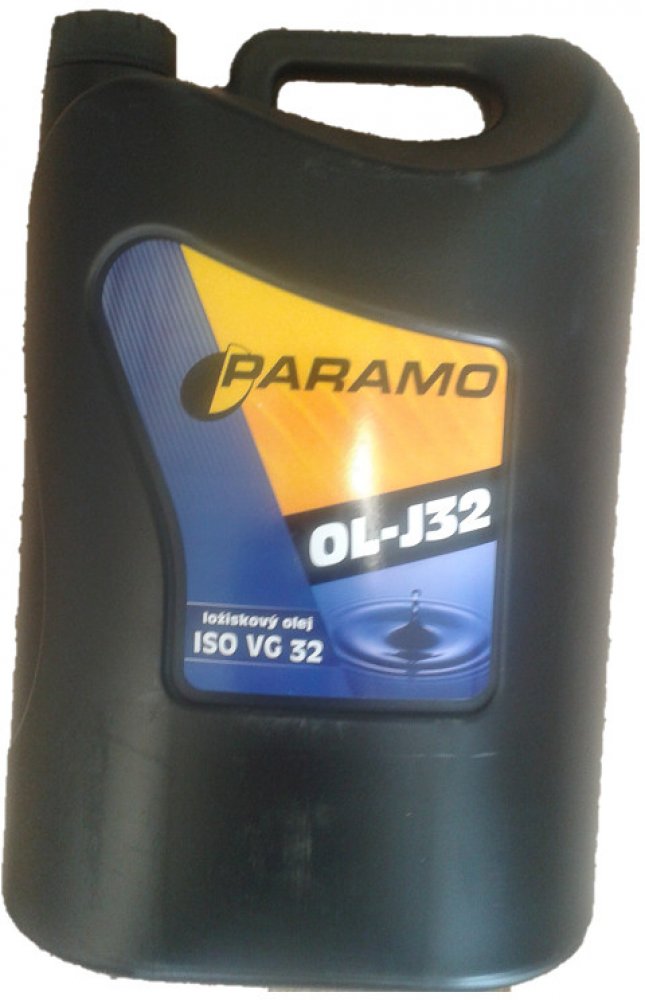 PARAMO
OL-J32
ložiskový olej
ISO VG 32